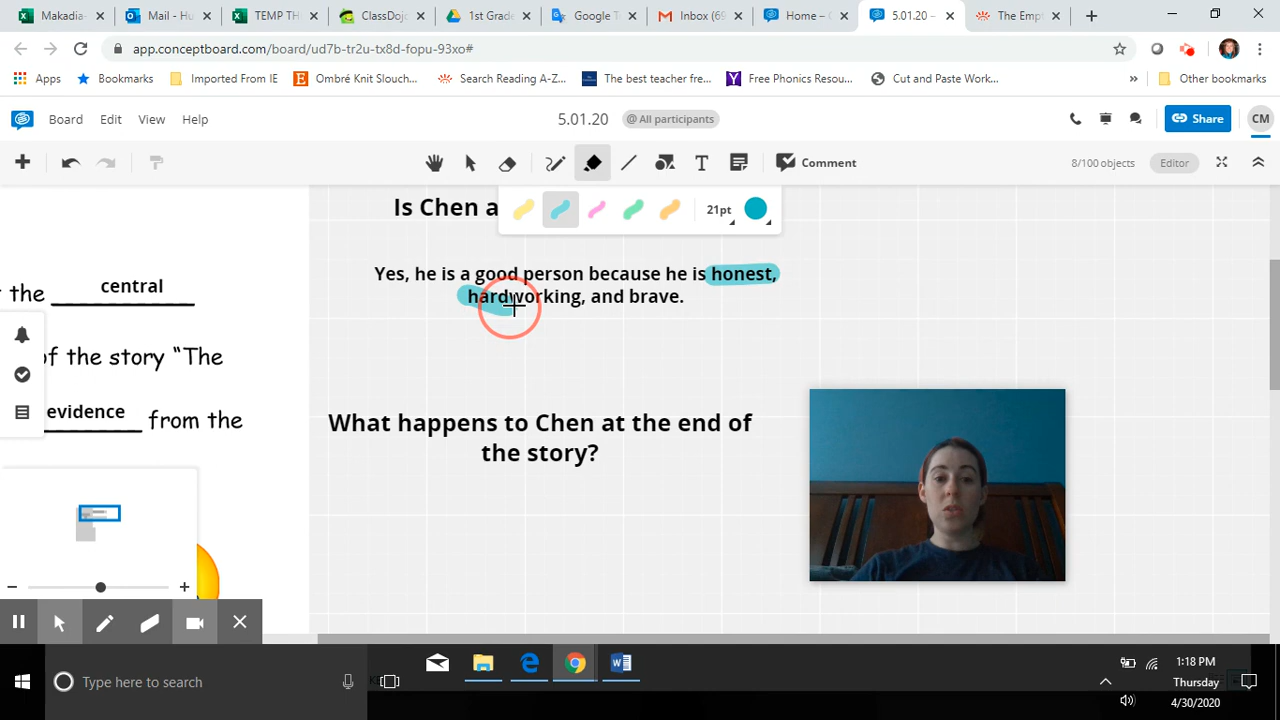 Makadia-
Mail - Hu
TEMP TH
ClassDojo
1st Grade
Google T
Inbox (69
Home –
5.01.20 –
The Emp
app.conceptboard.com/board/ud7b-tr2u-tx8d-fopu-93xo#
Apps
Bookmarks
Imported From IE
Ombré Knit Slouch...
Search Reading A-Z...
The best teacher fre...
Free Phonics Resou...
Cut and Paste Work...
»
Other bookmarks
Board
Edit
View
Help
5.01.20
@ All participants
Share
CM
Comment
8/100 objects
Editor
21pt
Is Chen a
Yes, he is a good person because he is honest,
hardworking, and brave.
the central
of the story “The
evidence from the
What happens to Chen at the end of
the story?
Type here to search
1:18 PM
Thursday
4/30/2020